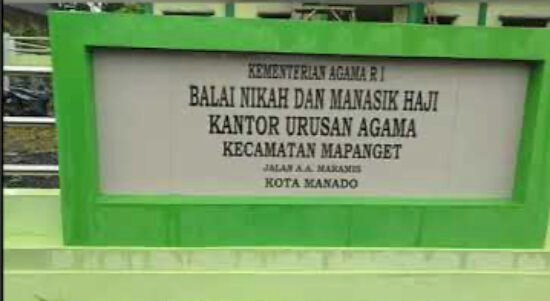 KEMENTERIAN AGAMA R I
BALAI NIKAH DAN MANASIK HAJI
KANTOR URUSAN AGAMA
KECAMATAN MAPANGET
JALAN A.A. MARAMIS
KOTA MANADO